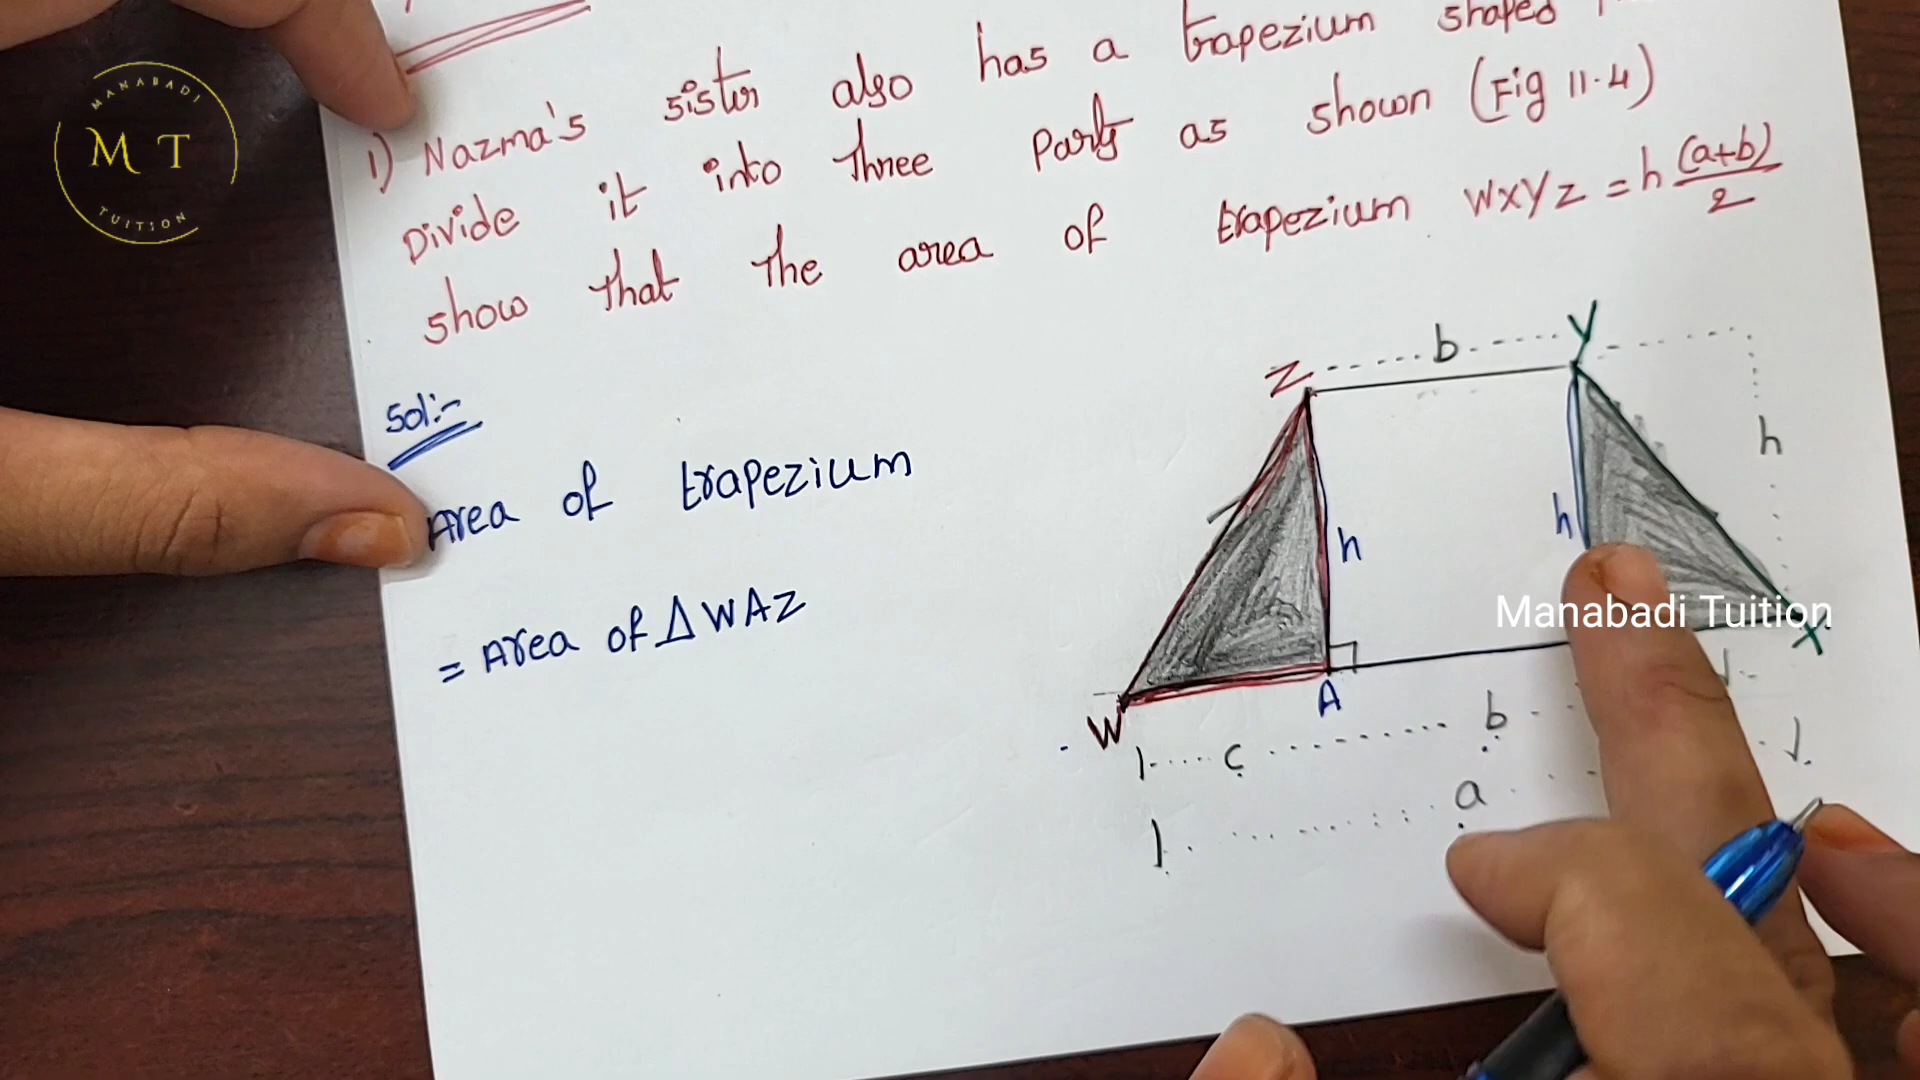 MANABADI
M T
TUITION
1) Nazma's sister also has a trapezium shaped
Divide it into three parts as shown (Fig 11.4)
show that the area of trapezium WXYZ = h (a+b)/2
Sol:-
Area of trapezium
= Area of Δ WAZ
Z b Y
h
h
h
Manabadi Tuition
X
W A
c b
a